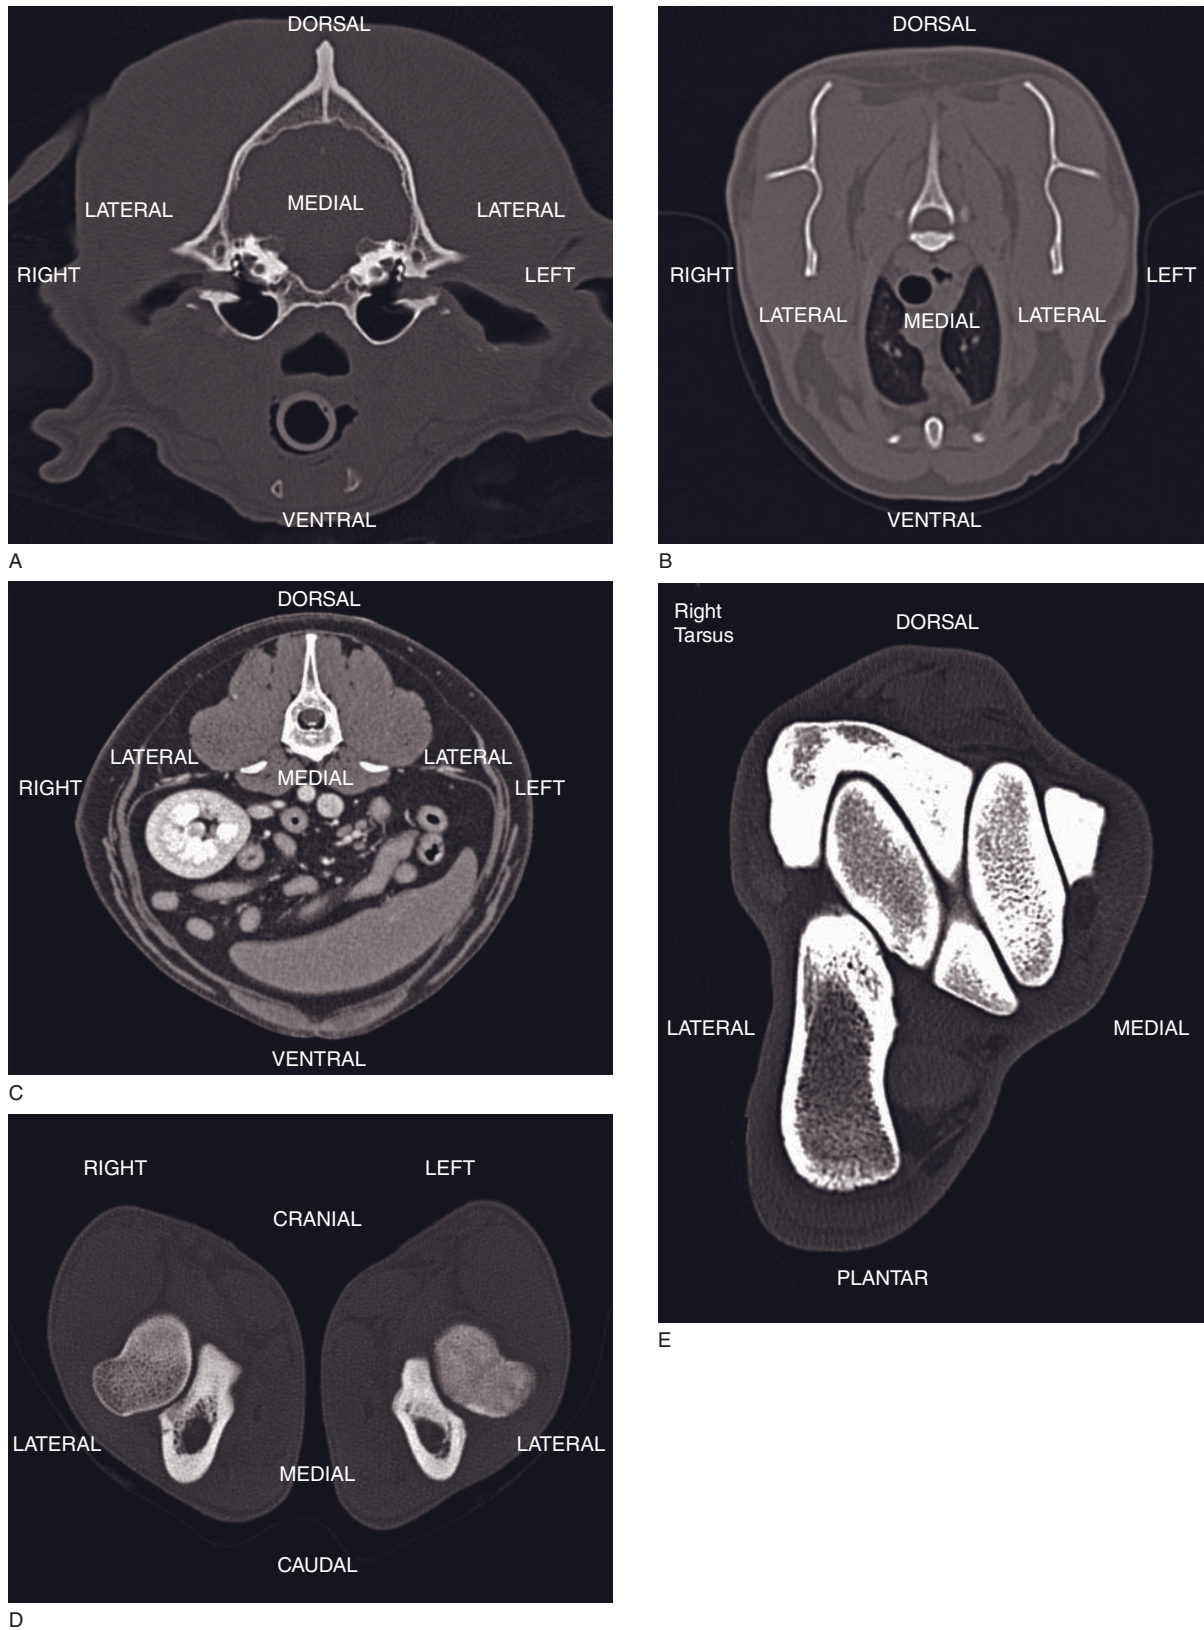 DORSAL
LATERAL
MEDIAL
LATERAL
RIGHT
LEFT
VENTRAL
A
DORSAL
RIGHT
LEFT
LATERAL
MEDIAL
LATERAL
VENTRAL
B
DORSAL
LATERAL
LATERAL
MEDIAL
RIGHT
LEFT
VENTRAL
C
RIGHT
LEFT
CRANIAL
LATERAL
LATERAL
MEDIAL
CAUDAL
D
Right
Tarsus
DORSAL
LATERAL
MEDIAL
PLANTAR
E